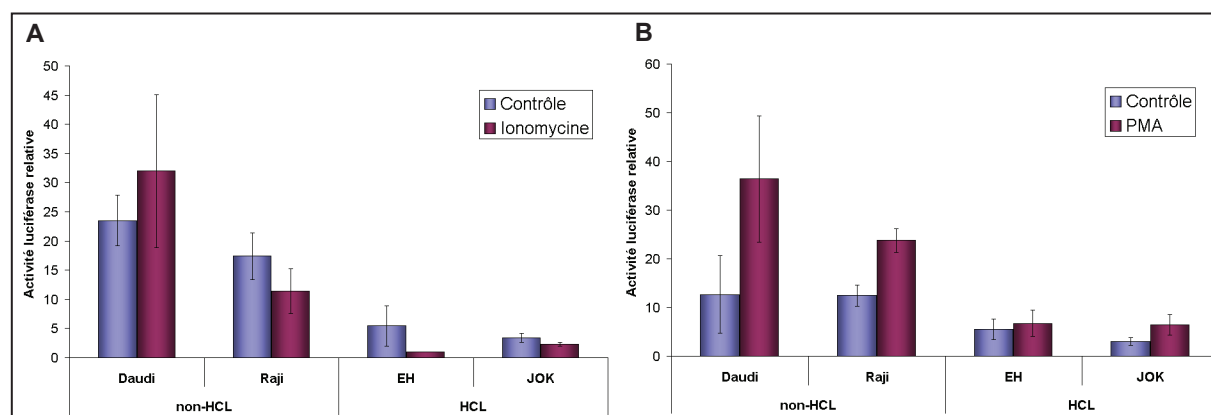 A
Activité luciférase relative
50
45
40
35
30
25
20
15
10
5
0
Contrôle
Ionomycine
Daudi Raji EH JOK
non-HCL HCL
B
Activité luciférase relative
60
50
40
30
20
10
0
Contrôle
PMA
Daudi Raji EH JOK
non-HCL HCL